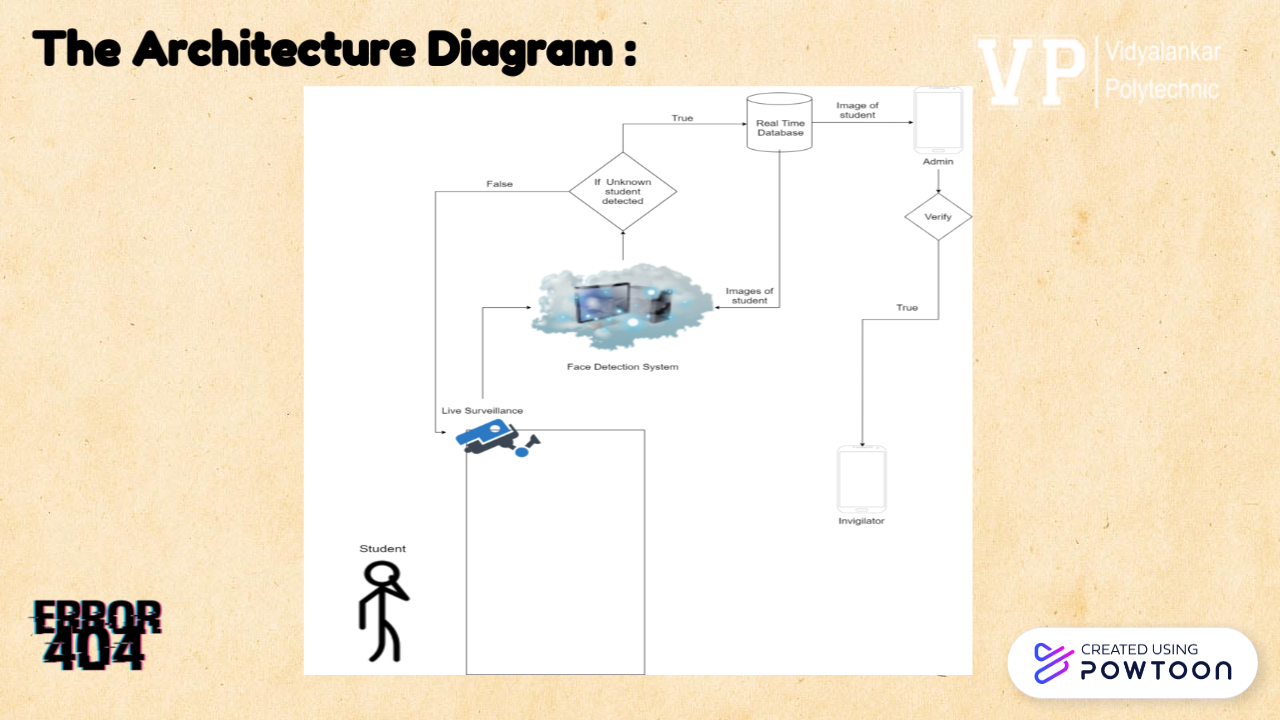 The Architecture Diagram :
VP
Vidyalankar
Polytechnic
True
Real Time
Database
Image of
student
Admin
False
If Unknown
student
detected
Verify
Images of
student
True
Face Detection System
Live Surveillance
Invigilator
Student
ERROR
404
CREATED USING
POWTOON